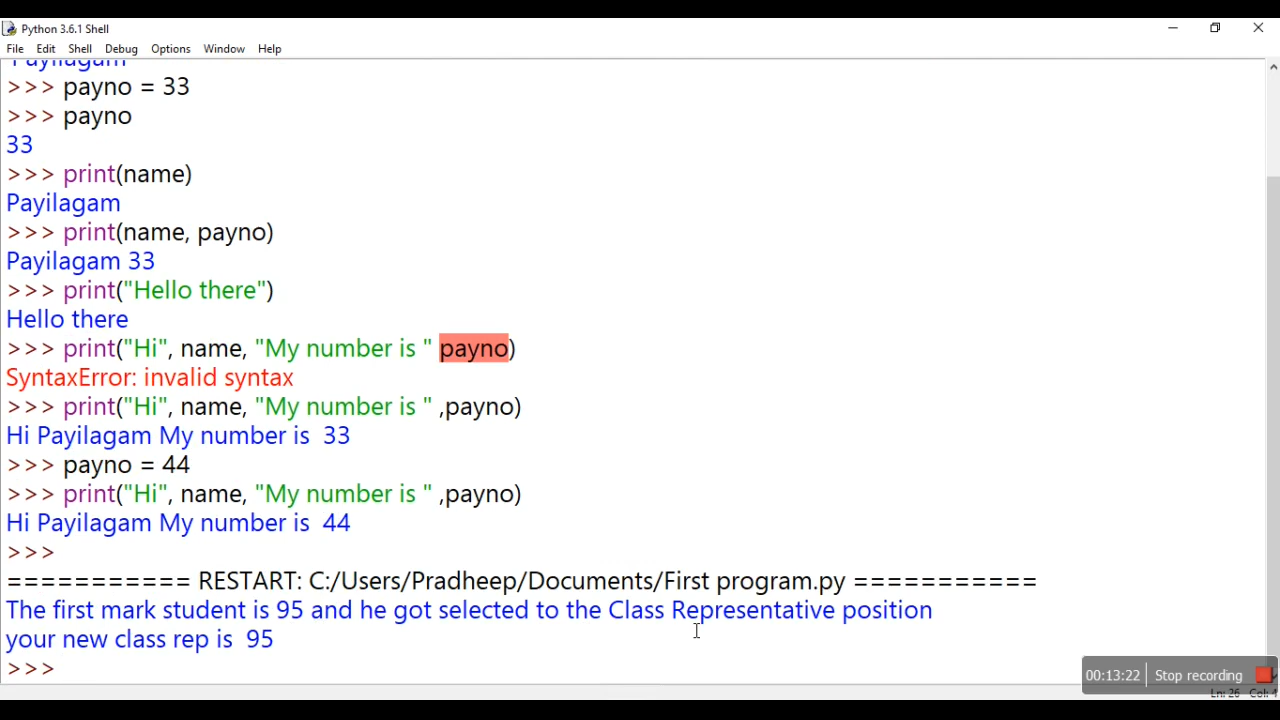 Python 3.6.1 Shell
File Edit Shell Debug Options Window Help
Payilagam
>>> payno = 33
>>> payno
33
>>> print(name)
Payilagam
>>> print(name, payno)
Payilagam 33
>>> print("Hello there")
Hello there
>>> print("Hi", name, "My number is " payno)
SyntaxError: invalid syntax
>>> print("Hi", name, "My number is " ,payno)
Hi Payilagam My number is  33
>>> payno = 44
>>> print("Hi", name, "My number is " ,payno)
Hi Payilagam My number is  44
>>>
=========== RESTART: C:/Users/Pradheep/Documents/First program.py ===========
The first mark student is 95 and he got selected to the Class Representative position
your new class rep is  95
>>>
00:13:22 Stop recording
Ln: 26 Col: 4